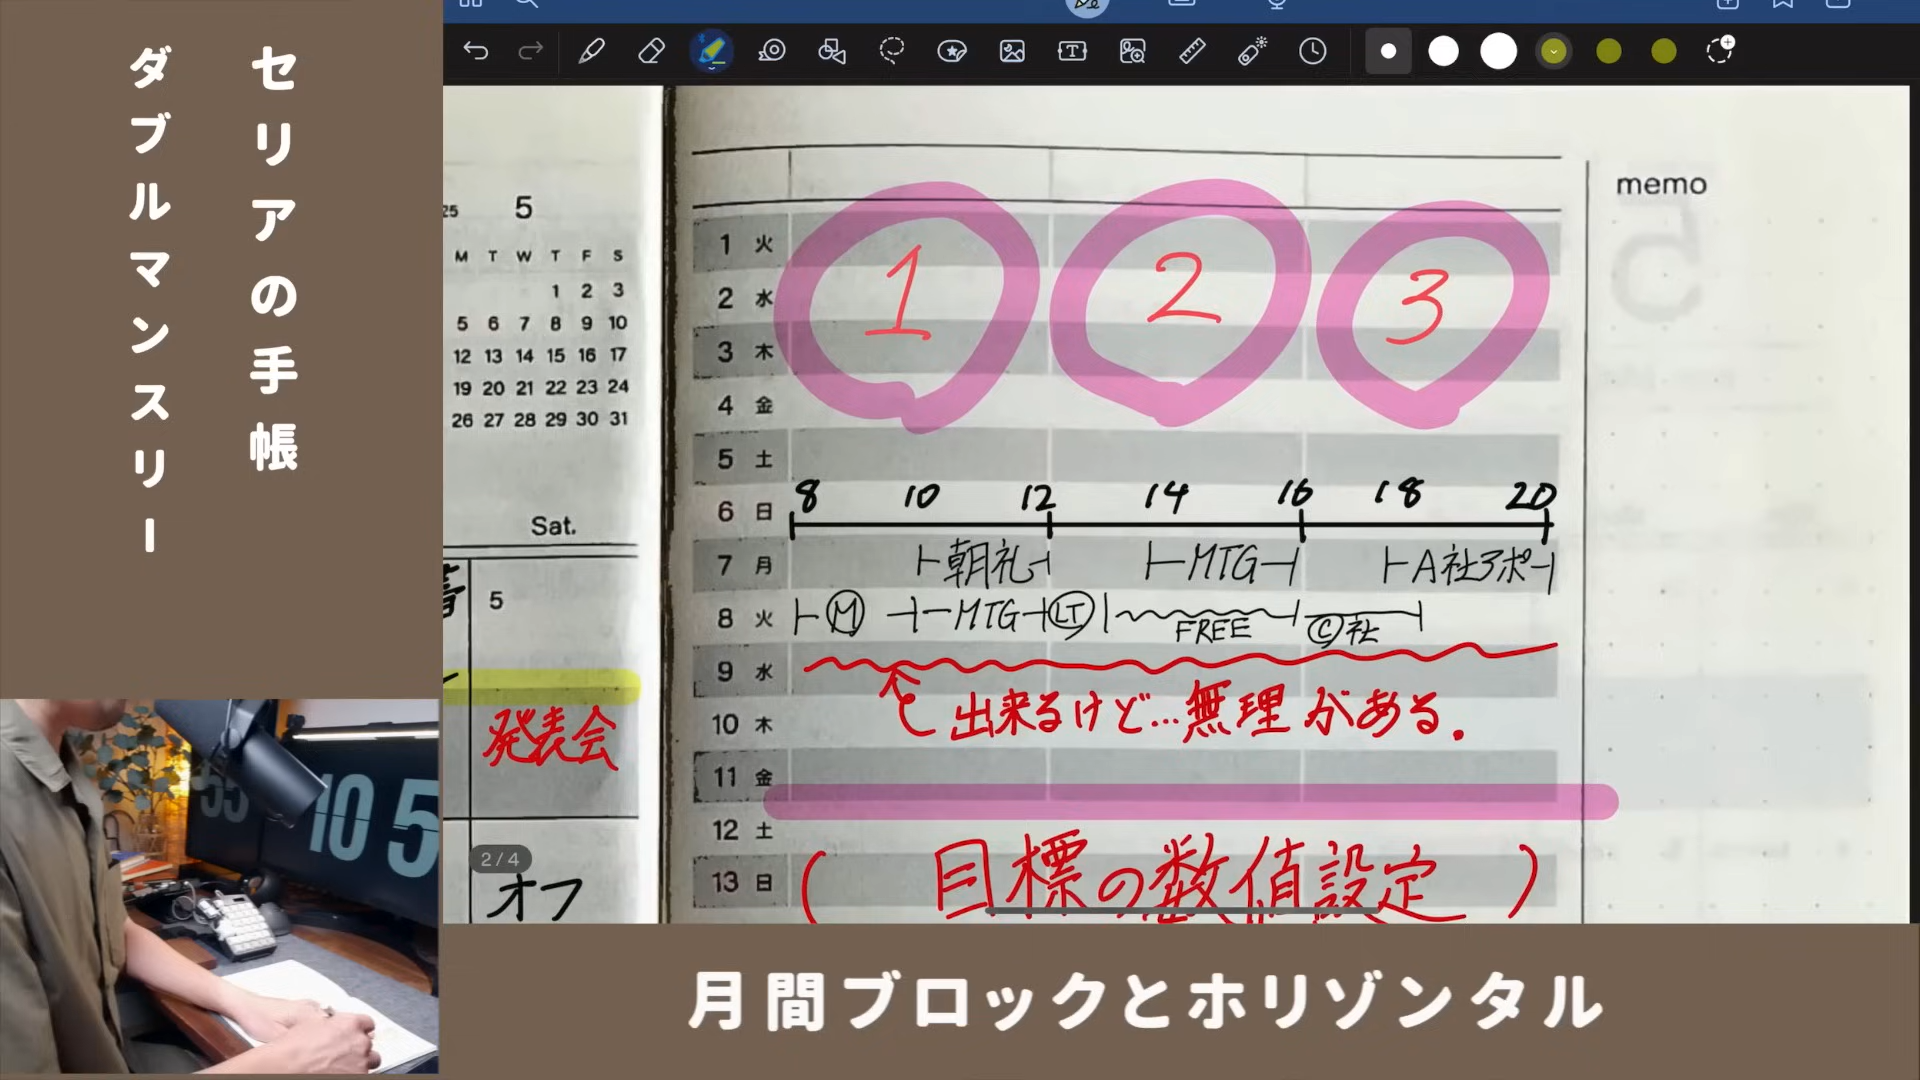 セリアの手帳
ダブルマンスリー
25 5
M T W T F S
1 2 3
5 6 7 8 9 10
12 13 14 15 16 17
19 20 21 22 23 24
26 27 28 29 30 31
Sat.
5
発表会
オフ
2 / 4
memo
1 2 3
1 火
2 水
3 木
4 金
5 土
8 10 12 14 16 18 20
6 日
7 月 朝礼 MTG A社アポ
8 火 M MTG LT FREE C社
9 水
出来るけど…無理がある.
10 木
11 金
12 土
13 日
( 目標の数値設定 )
10 5
月間ブロックとホリゾンタル